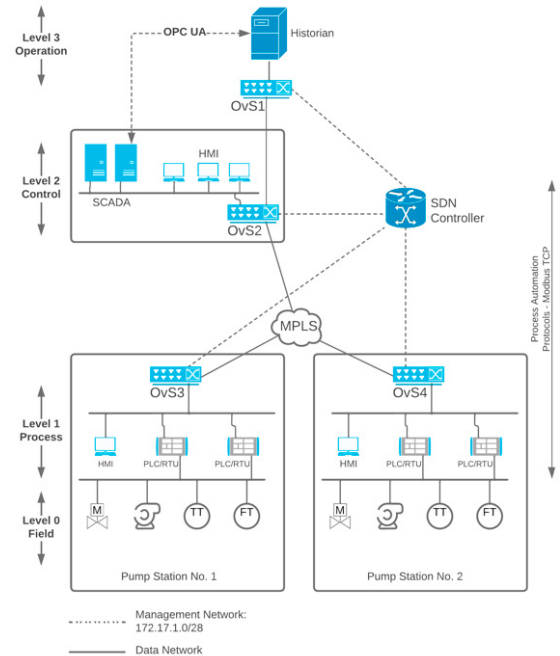 Level 3
Operation
OPC UA
Historian
OvS1
Level 2
Control
HMI
SCADA
OvS2
SDN
Controller
Process Automation
Protocols - Modbus TCP
MPLS
OvS3
OvS4
Level 1
Process
HMI
PLC/RTU
PLC/RTU
HMI
PLC/RTU
PLC/RTU
Level 0
Field
M
TT
FT
M
TT
FT
Pump Station No. 1
Pump Station No. 2
Management Network:
172.17.1.0/28
Data Network